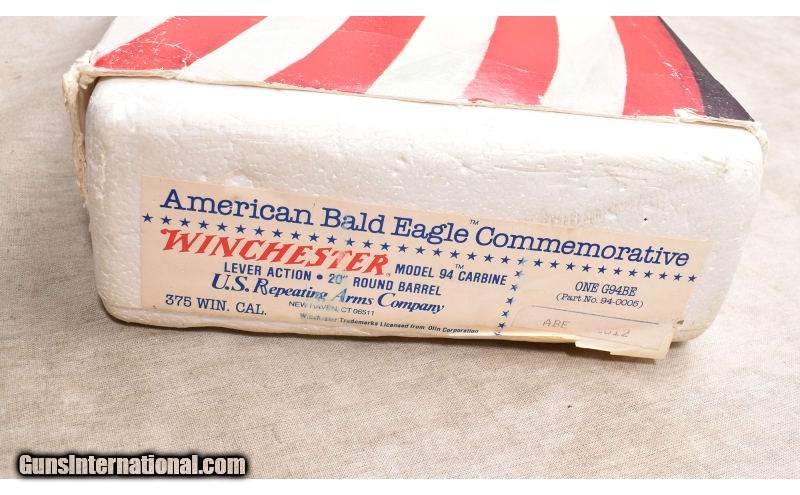 American Bald Eagle™ Commemorative
WINCHESTER® MODEL 94™ CARBINE
LEVER ACTION • 20" ROUND BARREL
U.S. Repeating Arms Company
NEW HAVEN, CT 06511
375 WIN. CAL.
Winchester Trademarks Licensed from Olin Corporation
ONE G94BE
(Part No. 94-0005)
ABE
GunsInternational.com